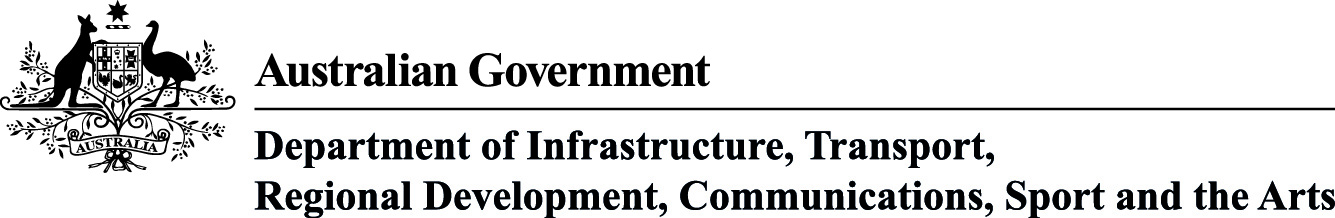 Australian Government
AUSTRALIA
Department of Infrastructure, Transport,
Regional Development, Communications, Sport and the Arts